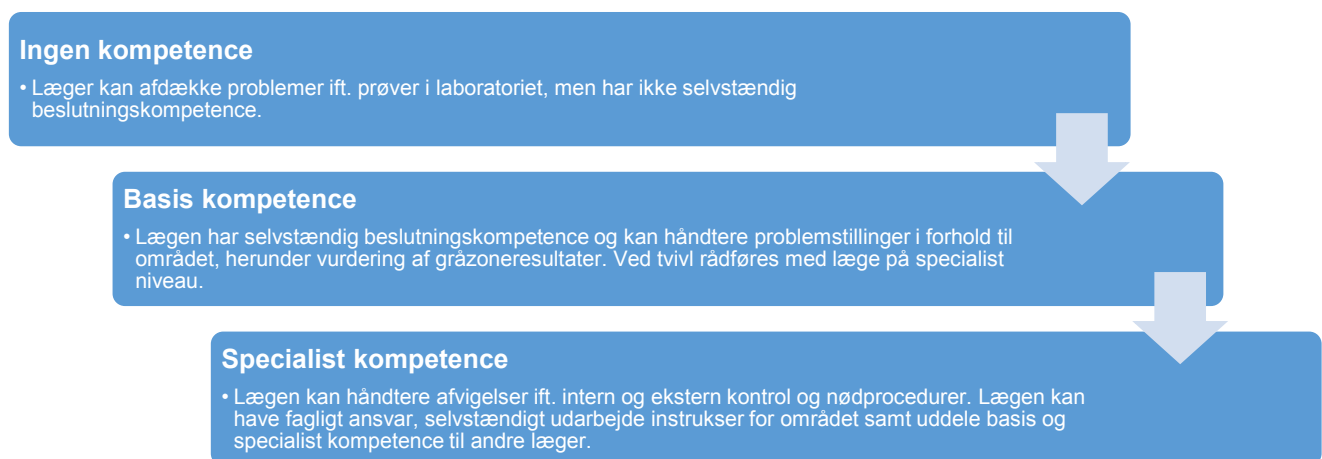 Ingen kompetence
• Læger kan afdække problemer ift. prøver i laboratoriet, men har ikke selvstændig
beslutningskompetence.
Basis kompetence
• Lægen har selvstændig beslutningskompetence og kan håndtere problemstillinger i forhold til
området, herunder vurdering af gråzoneresultater. Ved tvivl rådføres med læge på specialist
niveau.
Specialist kompetence
• Lægen kan håndtere afvigelser ift. intern og ekstern kontrol og nødprocedurer. Lægen kan
have fagligt ansvar, selvstændigt udarbejde instrukser for området samt uddele basis og
specialist kompetence til andre læger.